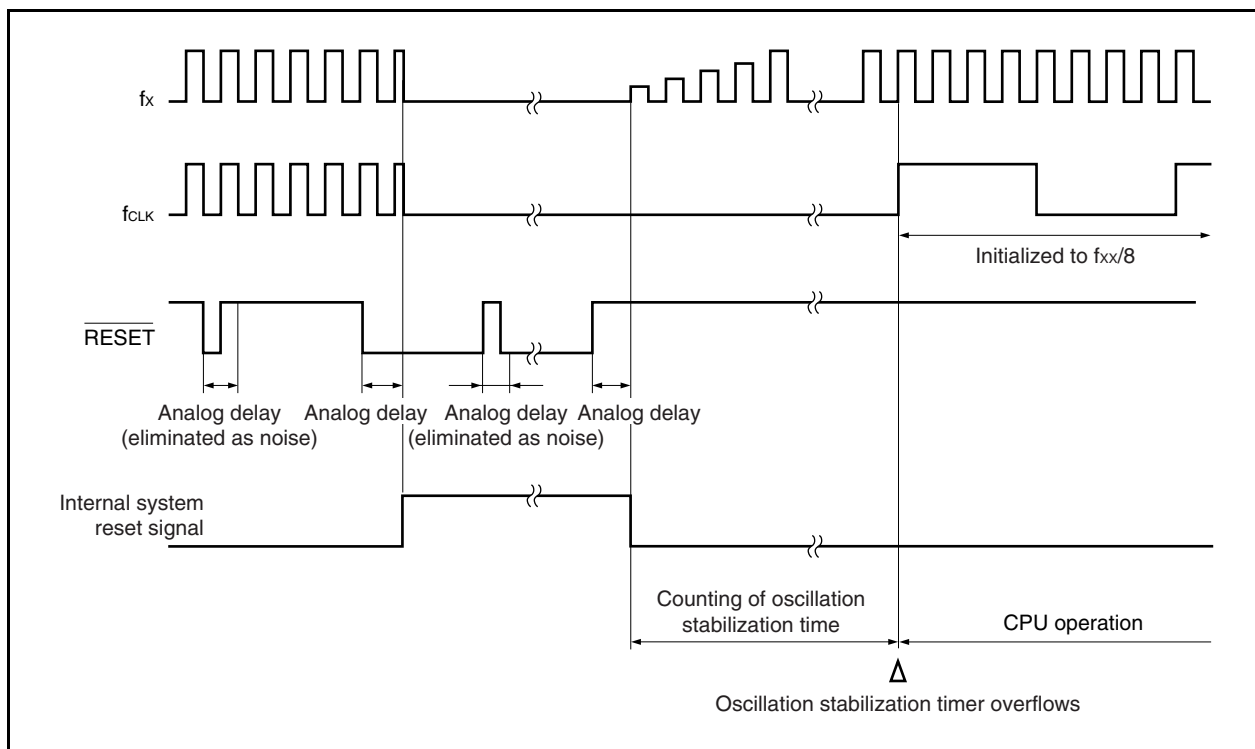 fX
fCLK
Initialized to fXX/8
RESET
Analog delay
(eliminated as noise)
Analog delay
Analog delay
(eliminated as noise)
Analog delay
Internal system
reset signal
Counting of oscillation
stabilization time
CPU operation
Oscillation stabilization timer overflows